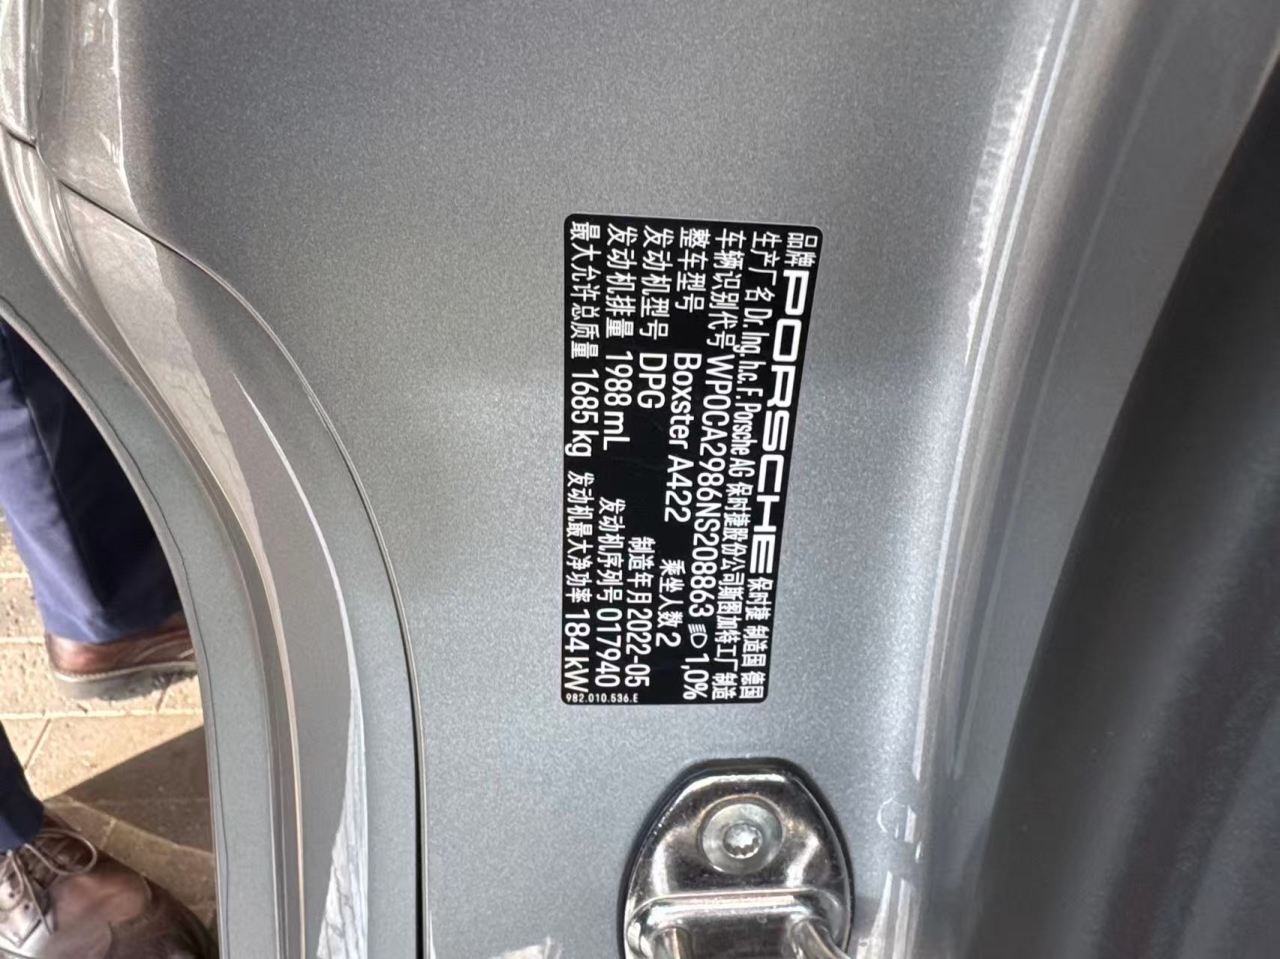 品牌 PORSCHE 保时捷 制造国 德国
生产厂名 Dr. Ing. h.c. F. Porsche AG 保时捷股份公司斯图加特工厂制造
车辆识别代号 WP0CA2986NS208863 1,0%
整车型号 Boxster A422 乘坐人数 2
发动机型号 DPG 制造年月 2022-05
发动机排量 1988 mL 发动机序列号 017940
最大允许总质量 1685 kg 发动机最大净功率 184 kW
982.010.536.E